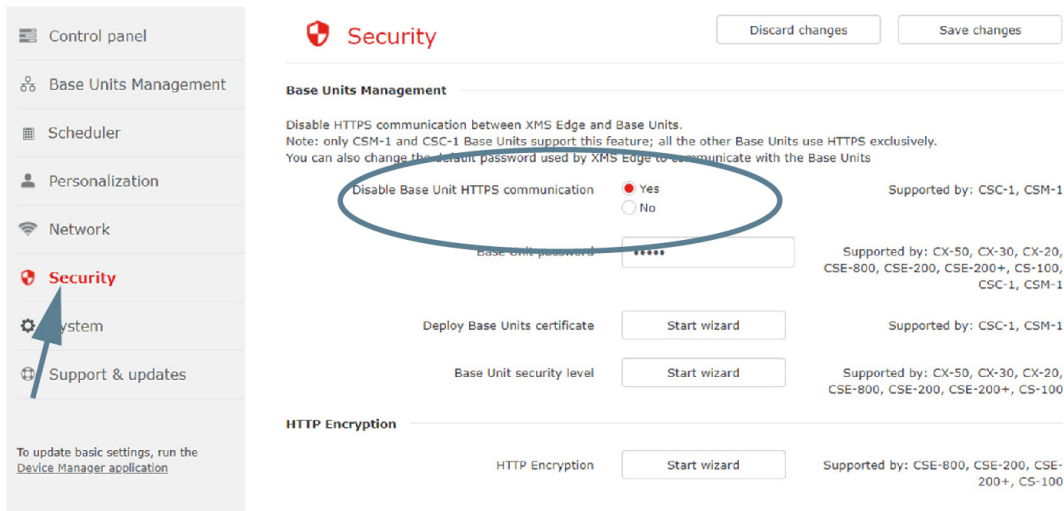 Control panel
Base Units Management
Scheduler
Personalization
Network
Security
System
Support & updates
To update basic settings, run the
Device Manager application
Security
Discard changes
Save changes
Base Units Management
Disable HTTPS communication between XMS Edge and Base Units.
Note: only CSM-1 and CSC-1 Base Units support this feature; all the other Base Units use HTTPS exclusively.
You can also change the default password used by XMS Edge to communicate with the Base Units
Disable Base Unit HTTPS communication
Yes
No
Supported by: CSC-1, CSM-1
Base Unit password
•••••
Supported by: CX-50, CX-30, CX-20,
CSE-800, CSE-200, CSE-200+, CS-100,
CSC-1, CSM-1
Deploy Base Units certificate
Start wizard
Supported by: CSC-1, CSM-1
Base Unit security level
Start wizard
Supported by: CX-50, CX-30, CX-20,
CSE-800, CSE-200, CSE-200+, CS-100
HTTP Encryption
HTTP Encryption
Start wizard
Supported by: CSE-800, CSE-200, CSE-
200+, CS-100